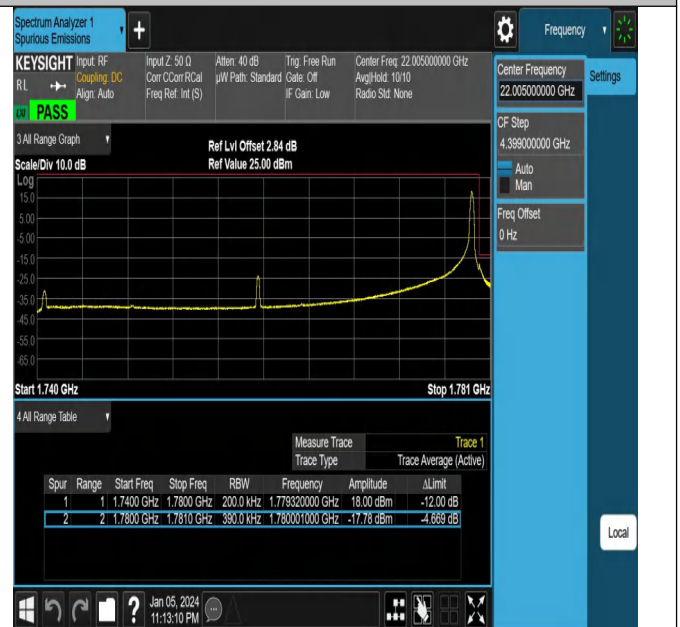 Spectrum Analyzer 1
Spurious Emissions
+
Frequency
KEYSIGHT Input: RF Input Z: 50 Ω Atten: 40 dB Trig: Free Run Center Freq: 22.005000000 GHz
RL Coupling: DC Corr CCorr RCal µW Path: Standard Gate: Off Avg|Hold: 10/10
Align: Auto Freq Ref: Int (S) IF Gain: Low Radio Std: None
PASS
Center Frequency
22.005000000 GHz
Settings
CF Step
4.399000000 GHz
Auto
Man
Freq Offset
0 Hz
3 All Range Graph
Ref Lvl Offset 2.84 dB
Scale/Div 10.0 dB Ref Value 25.00 dBm
Log
15.0
5.00
-5.00
-15.0
-25.0
-35.0
-45.0
-55.0
-65.0
Start 1.740 GHz Stop 1.781 GHz
4 All Range Table
Measure Trace Trace 1
Trace Type Trace Average (Active)
Spur Range Start Freq Stop Freq RBW Frequency Amplitude ΔLimit
1 1 1.7400 GHz 1.7800 GHz 200.0 kHz 1.779320000 GHz 18.00 dBm -12.00 dB
2 2 1.7800 GHz 1.7810 GHz 390.0 kHz 1.780001000 GHz -17.78 dBm -4.669 dB
Local
? Jan 05, 2024
11:13:10 PM